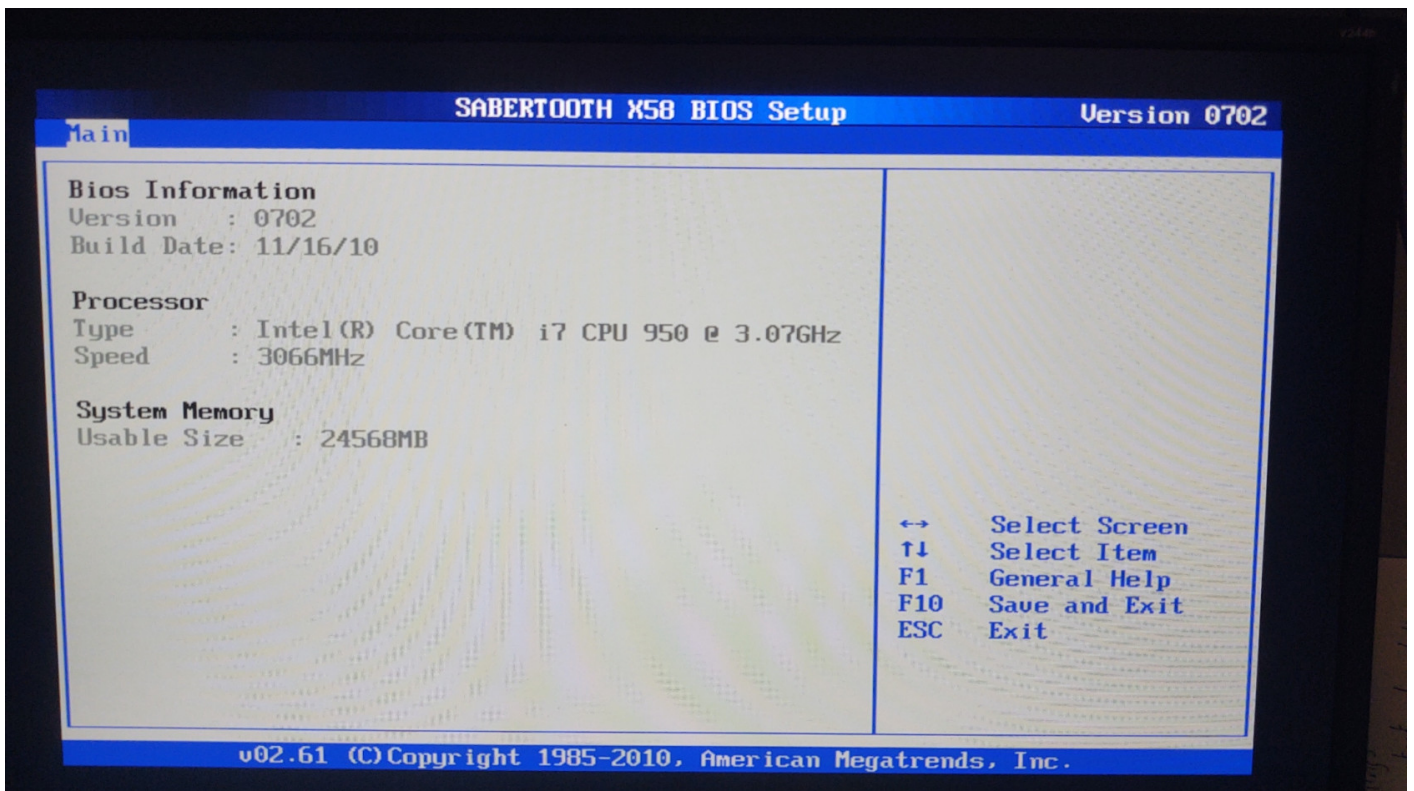 V244h
SABERTOOTH X58 BIOS Setup Version 0702
Main
Bios Information
Version : 0702
Build Date: 11/16/10
Processor
Type : Intel(R) Core(TM) i7 CPU 950 @ 3.07GHz
Speed : 3066MHz
System Memory
Usable Size : 24568MB
←→ Select Screen
↑↓ Select Item
F1 General Help
F10 Save and Exit
ESC Exit
v02.61 (C)Copyright 1985-2010, American Megatrends, Inc.